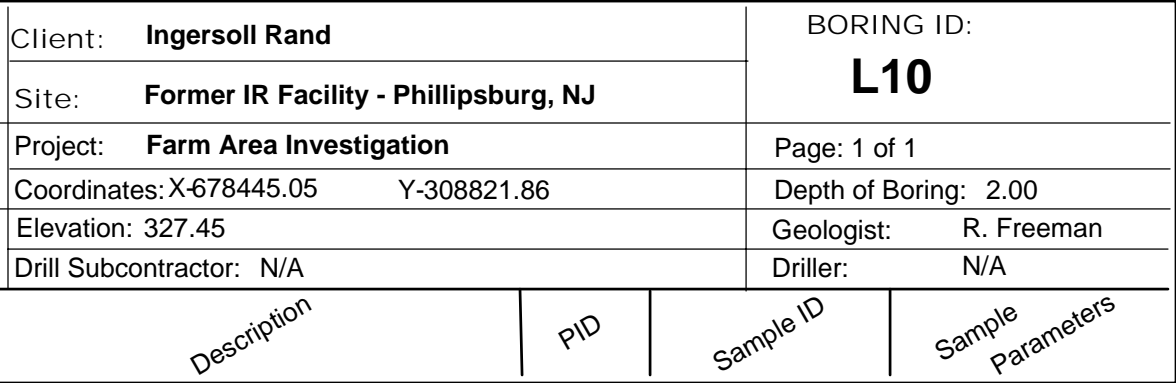 Client: Ingersoll Rand
BORING ID:
L10
Site: Former IR Facility - Phillipsburg, NJ
Project: Farm Area Investigation
Page: 1 of 1
Coordinates: X-678445.05 Y-308821.86
Depth of Boring: 2.00
Elevation: 327.45
Geologist: R. Freeman
Drill Subcontractor: N/A
Driller: N/A
Description
PID
Sample ID
Sample
Parameters